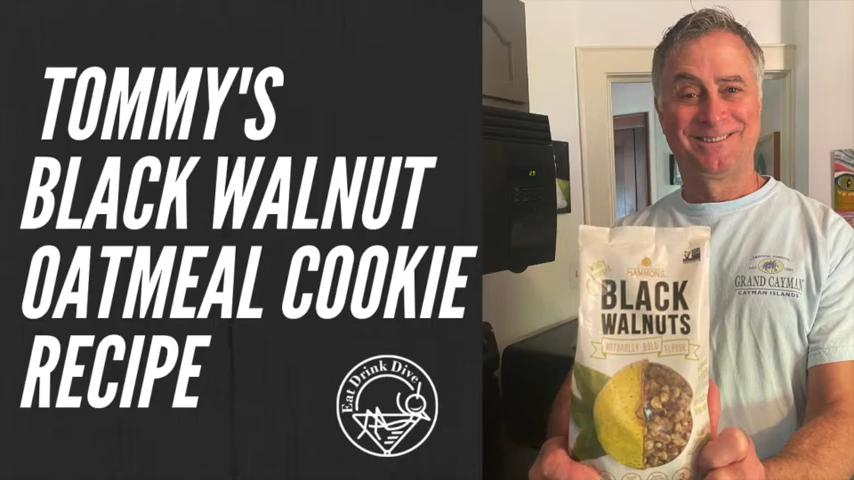 TOMMY'S
BLACK WALNUT
OATMEAL COOKIE
RECIPE
Eat Drink Dive
HAMMONS
BLACK
WALNUTS
NATURALLY BOLD FLAVOR
GRAND CAYMAN
CAYMAN ISLANDS